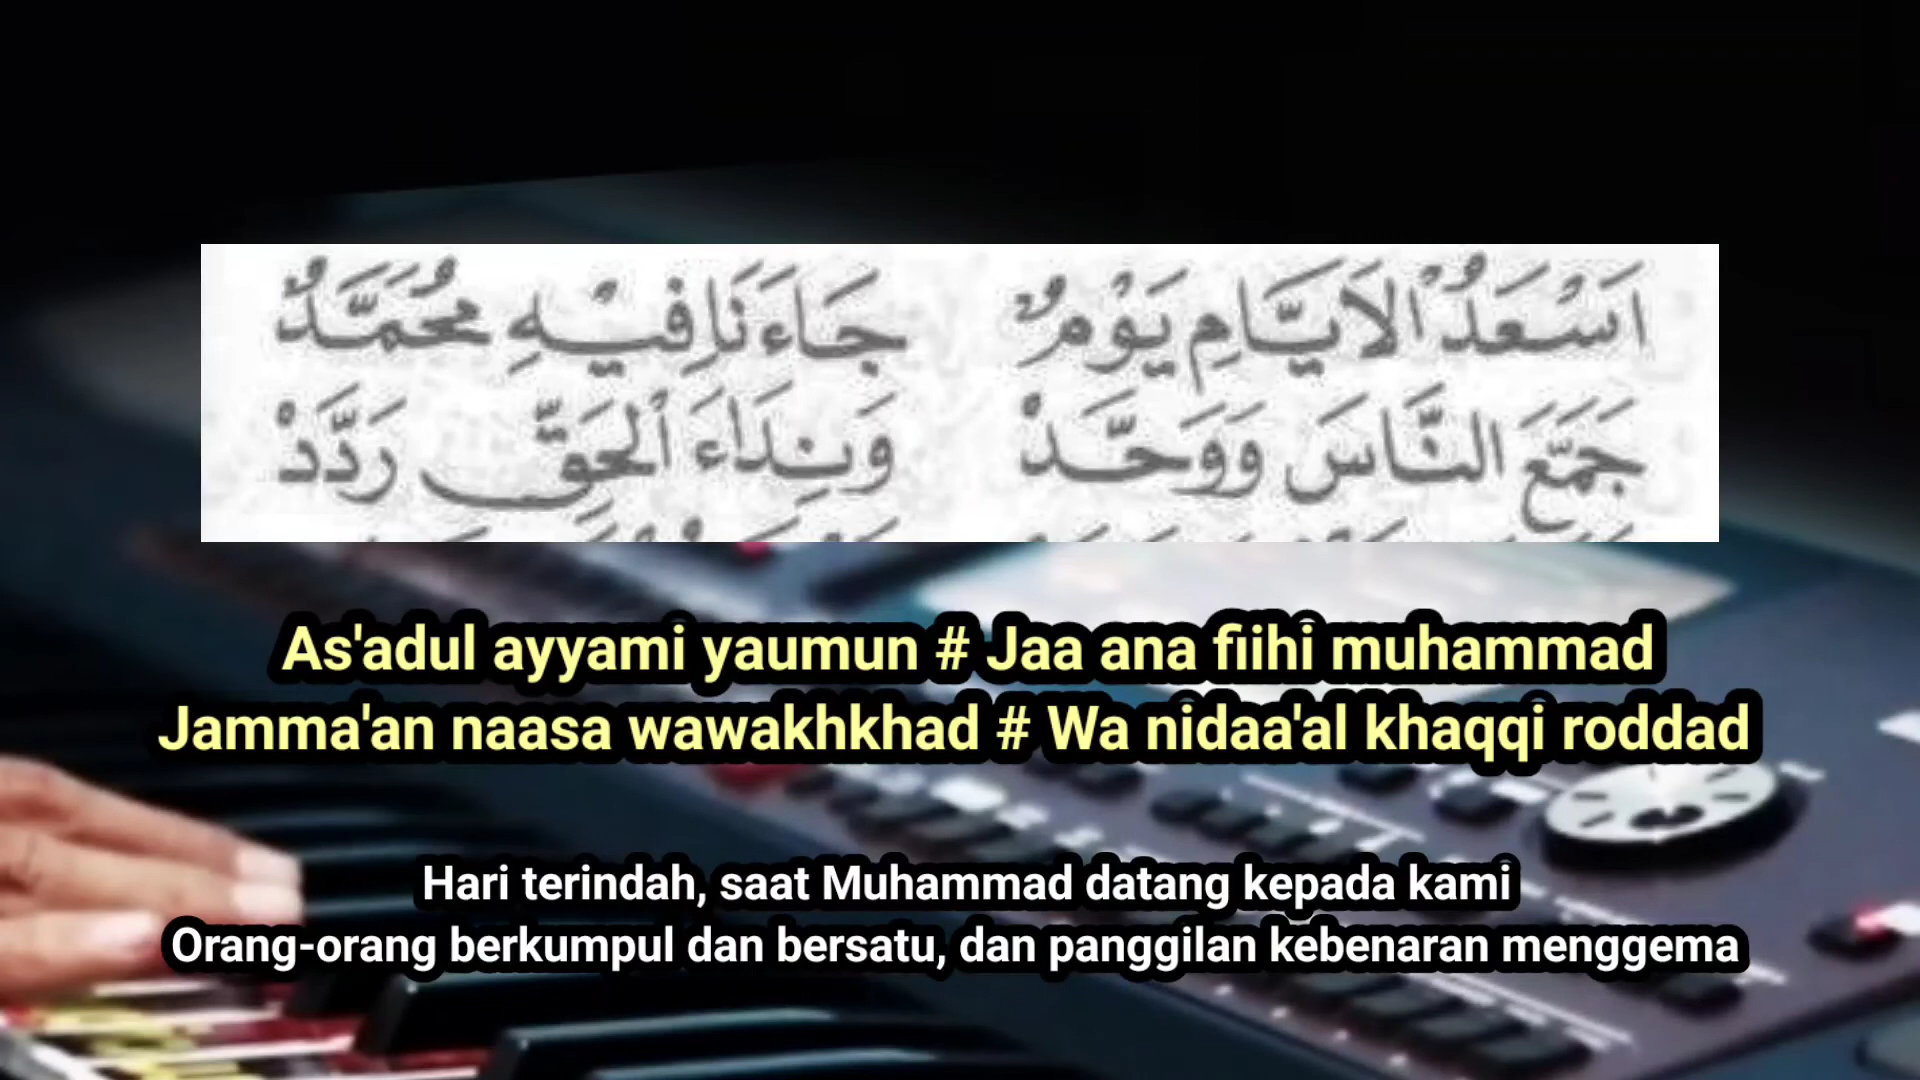 اَسْعَدُ الْاَيَّامِ يَوْمٌ جَاءَنَا فِيْهِ مُحَمَّدٌ
جَمَّعَ النَّاسَ وَوَحَّدْ وَنِدَاءَ الْحَقِّ رَدَّدْ
As'adul ayyami yaumun # Jaa ana fiihi muhammad
Jamma'an naasa wawakhkhad # Wa nidaa'al khaqqi roddad
Hari terindah, saat Muhammad datang kepada kami
Orang-orang berkumpul dan bersatu, dan panggilan kebenaran menggema